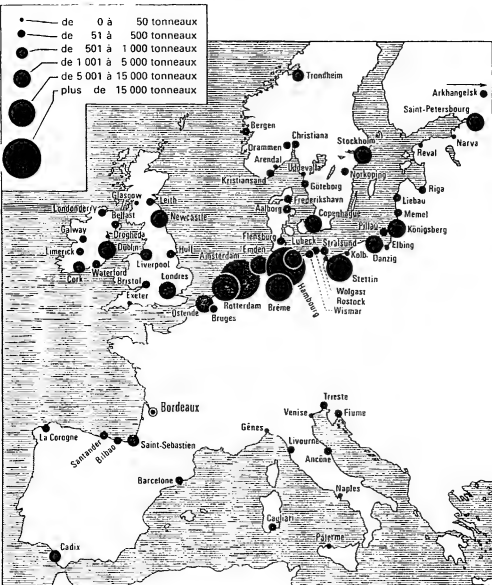 de 0 à 50 tonneaux
de 51 à 500 tonneaux
de 501 à 1 000 tonneaux
de 1 001 à 5 000 tonneaux
de 5 001 à 15 000 tonneaux
plus de 15 000 tonneaux
Trondheim
Arkhangelsk
Saint-Petersbourg
Bergen
Christiana
Drammen
Stockholm
Arendal
Uddevalla
Reval
Narva
Kristiansand
Norkoping
Göteborg
Riga
Glasgow
Leith
Frederikshavn
Liebau
Londonderry
Belfast
Newcastle
Aalborg
Copenhague
Memel
Galway
Drogheda
Flensburg
Pillau
Königsberg
Limerick
Dublin
Hull
Emden
Lubeck
Stralsund
Elbing
Amsterdam
Kolb.
Danzig
Cork
Waterford
Liverpool
Bristol
Londres
Hambourg
Stettin
Wolgast
Exeter
Rotterdam
Brême
Rostock
Wismar
Ostende
Bruges
Bordeaux
Trieste
Venise
Fiume
La Corogne
Gênes
Santander
Bilbao
Saint-Sebastien
Livourne
Ancône
Barcelone
Naples
Cagliari
Cadix
Palerme